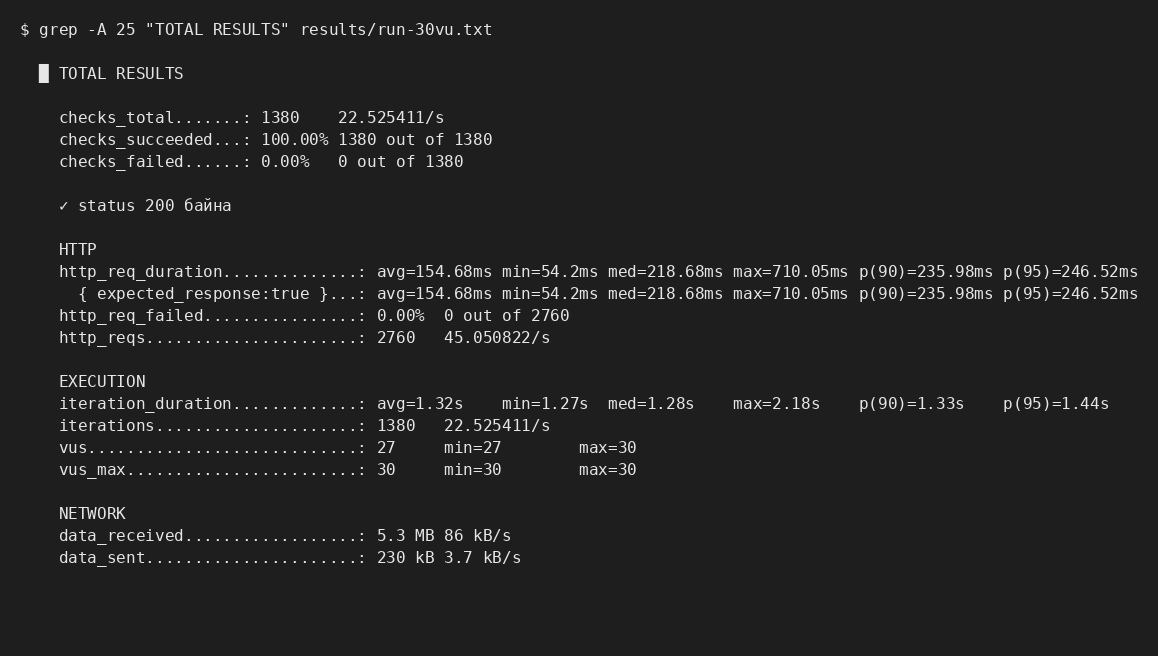 $ grep -A 25 "TOTAL RESULTS" results/run-30vu.txt
█ TOTAL RESULTS
checks_total.......: 1380    22.525411/s
checks_succeeded...: 100.00% 1380 out of 1380
checks_failed......: 0.00%   0 out of 1380
✓ status 200 байна
HTTP
http_req_duration..............: avg=154.68ms min=54.2ms med=218.68ms max=710.05ms p(90)=235.98ms p(95)=246.52ms
{ expected_response:true }...: avg=154.68ms min=54.2ms med=218.68ms max=710.05ms p(90)=235.98ms p(95)=246.52ms
http_req_failed................: 0.00%  0 out of 2760
http_reqs......................: 2760   45.050822/s
EXECUTION
iteration_duration.............: avg=1.32s    min=1.27s  med=1.28s    max=2.18s    p(90)=1.33s    p(95)=1.44s
iterations.....................: 1380   22.525411/s
vus............................: 27     min=27        max=30
vus_max........................: 30     min=30        max=30
NETWORK
data_received..................: 5.3 MB 86 kB/s
data_sent......................: 230 kB 3.7 kB/s